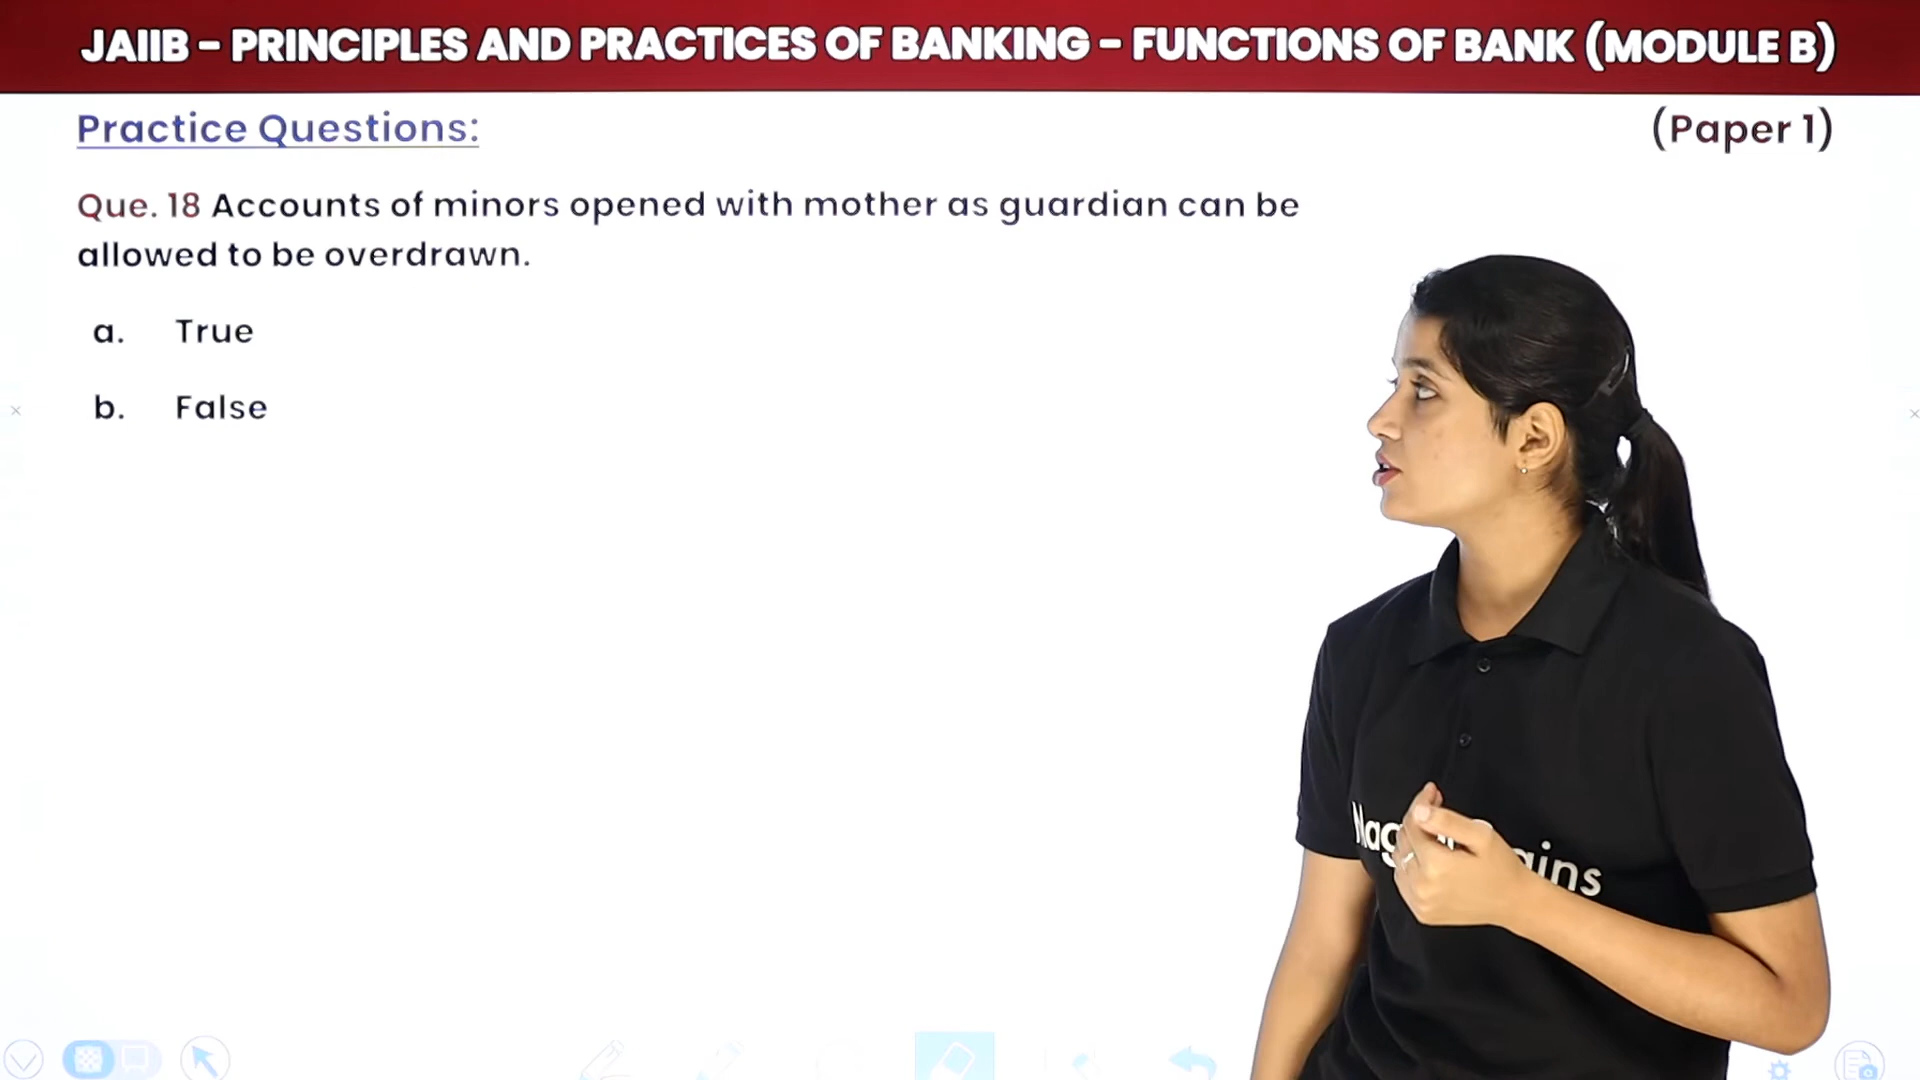 JAIIB – PRINCIPLES AND PRACTICES OF BANKING – FUNCTIONS OF BANK (MODULE B)
Practice Questions:
(Paper 1)
Que. 18 Accounts of minors opened with mother as guardian can be
allowed to be overdrawn.
a. True
b. False